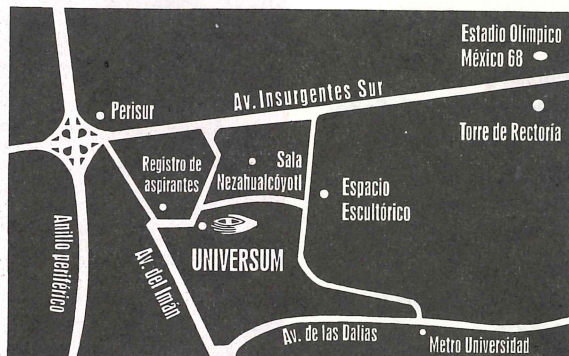 Estadio Olímpico
México 68
Perisur
Av. Insurgentes Sur
Torre de Rectoría
Registro de
aspirantes
Sala
Nezahualcóyotl
Espacio
Escultórico
Anillo periférico
Av. del Imán
UNIVERSUM
Av. de las Dalias
Metro Universidad